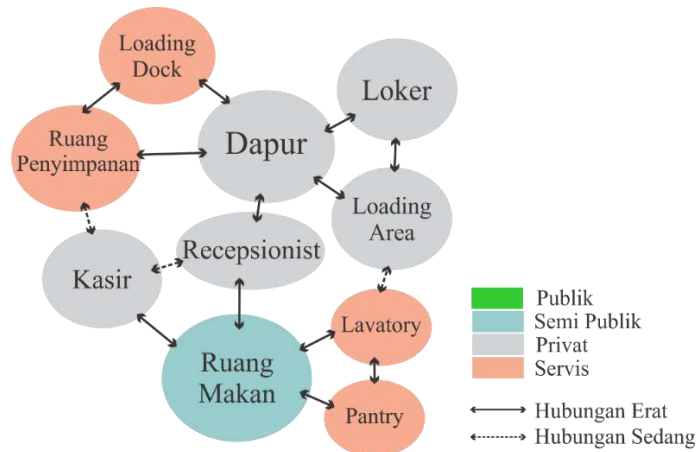 Loading
Dock
Loker
Ruang
Penyimpanan
Dapur
Loading
Area
Recepsionist
Kasir
Lavatory
Ruang
Makan
Pantry
Publik
Semi Publik
Privat
Servis
Hubungan Erat
Hubungan Sedang